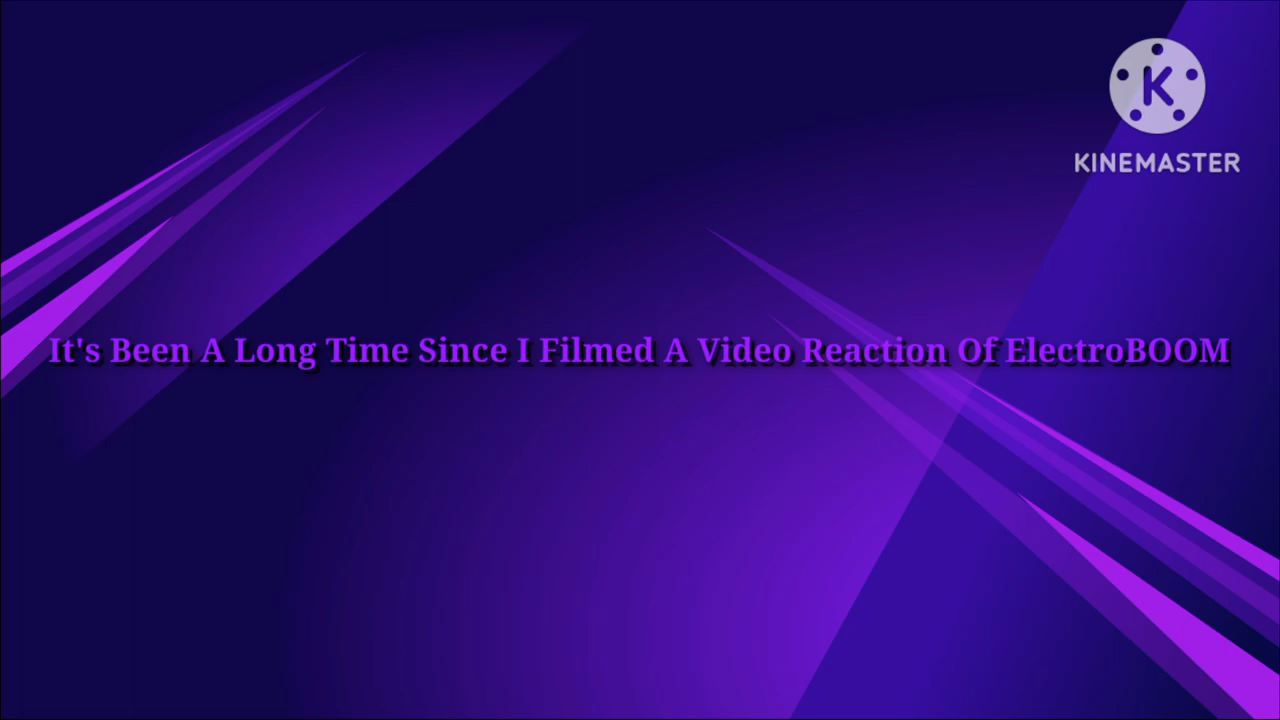 K
KINEMASTER
It's Been A Long Time Since I Filmed A Video Reaction Of ElectroBOOM